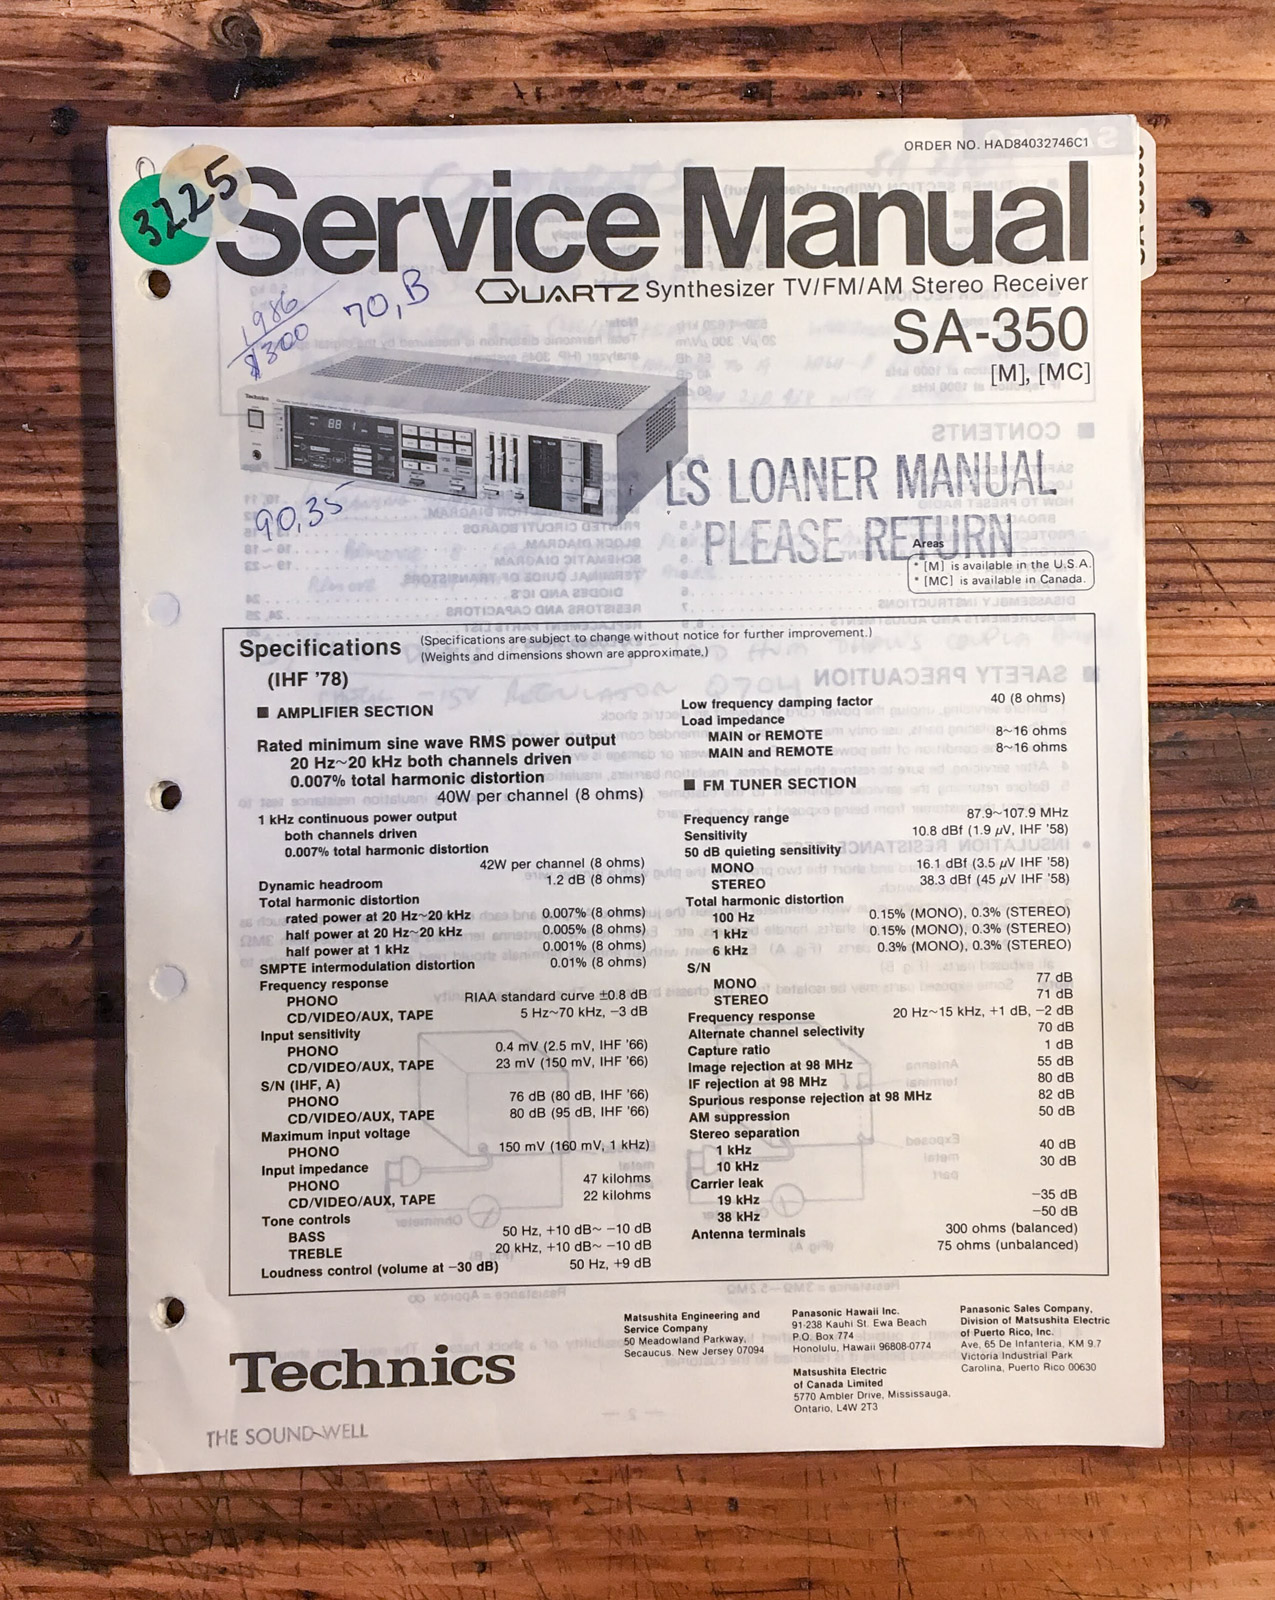 ORDER NO. HAD84032746C1
3225
Service Manual
QUARTZ Synthesizer TV/FM/AM Stereo Receiver
SA-350
[M], [MC]
1986
$300
70,B
90,35
Technics
88 1
LS LOANER MANUAL
PLEASE RETURN
Areas
* [M] is available in the U.S.A.
* [MC] is available in Canada.
Specifications
(Specifications are subject to change without notice for further improvement.)
(Weights and dimensions shown are approximate.)
(IHF '78)
■ AMPLIFIER SECTION
Rated minimum sine wave RMS power output
20 Hz~20 kHz both channels driven
0.007% total harmonic distortion
40W per channel (8 ohms)
1 kHz continuous power output
both channels driven
0.007% total harmonic distortion
42W per channel (8 ohms)
Dynamic headroom 1.2 dB (8 ohms)
Total harmonic distortion
rated power at 20 Hz~20 kHz 0.007% (8 ohms)
half power at 20 Hz~20 kHz 0.005% (8 ohms)
half power at 1 kHz 0.001% (8 ohms)
SMPTE intermodulation distortion 0.01% (8 ohms)
Frequency response
PHONO RIAA standard curve ±0.8 dB
CD/VIDEO/AUX, TAPE 5 Hz~70 kHz, −3 dB
Input sensitivity
PHONO 0.4 mV (2.5 mV, IHF '66)
CD/VIDEO/AUX, TAPE 23 mV (150 mV, IHF '66)
S/N (IHF, A)
PHONO 76 dB (80 dB, IHF '66)
CD/VIDEO/AUX, TAPE 80 dB (95 dB, IHF '66)
Maximum input voltage
PHONO 150 mV (160 mV, 1 kHz)
Input impedance
PHONO 47 kilohms
CD/VIDEO/AUX, TAPE 22 kilohms
Tone controls
BASS 50 Hz, +10 dB~ −10 dB
TREBLE 20 kHz, +10 dB~ −10 dB
Loudness control (volume at −30 dB) 50 Hz, +9 dB
Low frequency damping factor 40 (8 ohms)
Load impedance
MAIN or REMOTE 8~16 ohms
MAIN and REMOTE 8~16 ohms
■ FM TUNER SECTION
Frequency range 87.9~107.9 MHz
Sensitivity 10.8 dBf (1.9 µV, IHF '58)
50 dB quieting sensitivity
MONO 16.1 dBf (3.5 µV IHF '58)
STEREO 38.3 dBf (45 µV IHF '58)
Total harmonic distortion
100 Hz 0.15% (MONO), 0.3% (STEREO)
1 kHz 0.15% (MONO), 0.3% (STEREO)
6 kHz 0.3% (MONO), 0.3% (STEREO)
S/N
MONO 77 dB
STEREO 71 dB
Frequency response 20 Hz~15 kHz, +1 dB, −2 dB
Alternate channel selectivity 70 dB
Capture ratio 1 dB
Image rejection at 98 MHz 55 dB
IF rejection at 98 MHz 80 dB
Spurious response rejection at 98 MHz 82 dB
AM suppression 50 dB
Stereo separation
1 kHz 40 dB
10 kHz 30 dB
Carrier leak
19 kHz −35 dB
38 kHz −50 dB
Antenna terminals 300 ohms (balanced)
75 ohms (unbalanced)
Technics
THE SOUND-WELL
Matsushita Engineering and
Service Company
50 Meadowland Parkway,
Secaucus, New Jersey 07094
Panasonic Hawaii Inc.
91-238 Kauhi St. Ewa Beach
P.O. Box 774
Honolulu, Hawaii 96808-0774
Matsushita Electric
of Canada Limited
5770 Ambler Drive, Mississauga,
Ontario, L4W 2T3
Panasonic Sales Company,
Division of Matsushita Electric
of Puerto Rico, Inc.
Ave, 65 De Infanteria, KM 9.7
Victoria Industrial Park
Carolina, Puerto Rico 00630